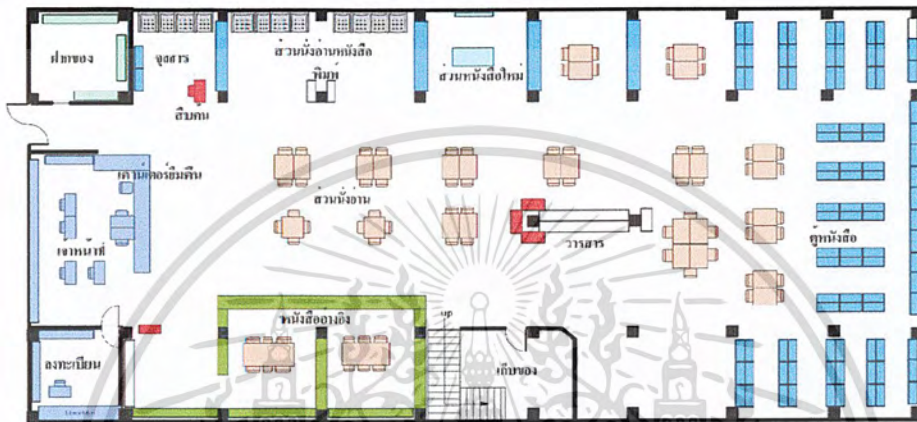 ฝากของ
จุลสาร
ส่วนนั่งอ่านหนังสือ
พิมพ์
ส่วนหนังสือใหม่
สืบค้น
เคาน์เตอร์ยืมคืน
ส่วนนั่งอ่าน
วารสาร
ตู้หนังสือ
เจ้าหน้าที่
หนังสืออ้างอิง
up
ลงทะเบียน
เก็บของ